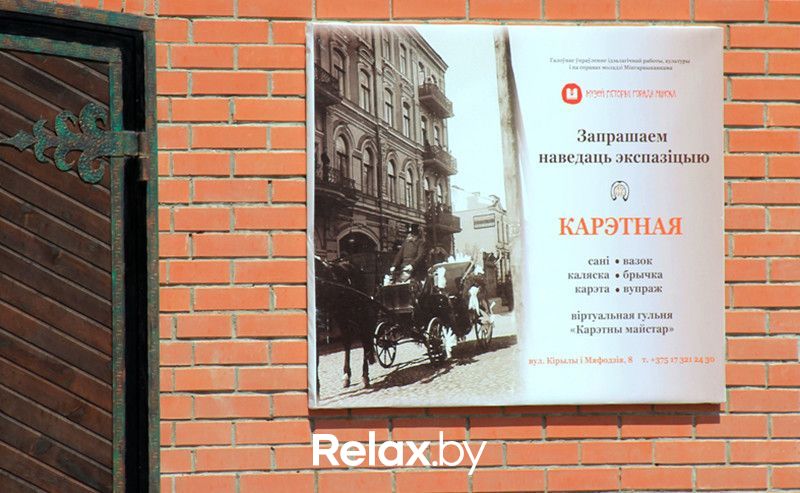 Галоўнае ўпраўленне ідэалагічнай работы, культуры
і па справах моладзі Мінгарвыканкама
МУЗЕЙ ГІСТОРЫІ ГОРАДА МІНСКА
Запрашаем
наведаць экспазіцыю
КАРЭТНАЯ
сані • вазок
каляска • брычка
карэта • вупраж
віртуальная гульня
«Карэтны майстар»
вул. Кірылы і Мяфодзія, 8 т. +375 17 321 24 30
Relax.by